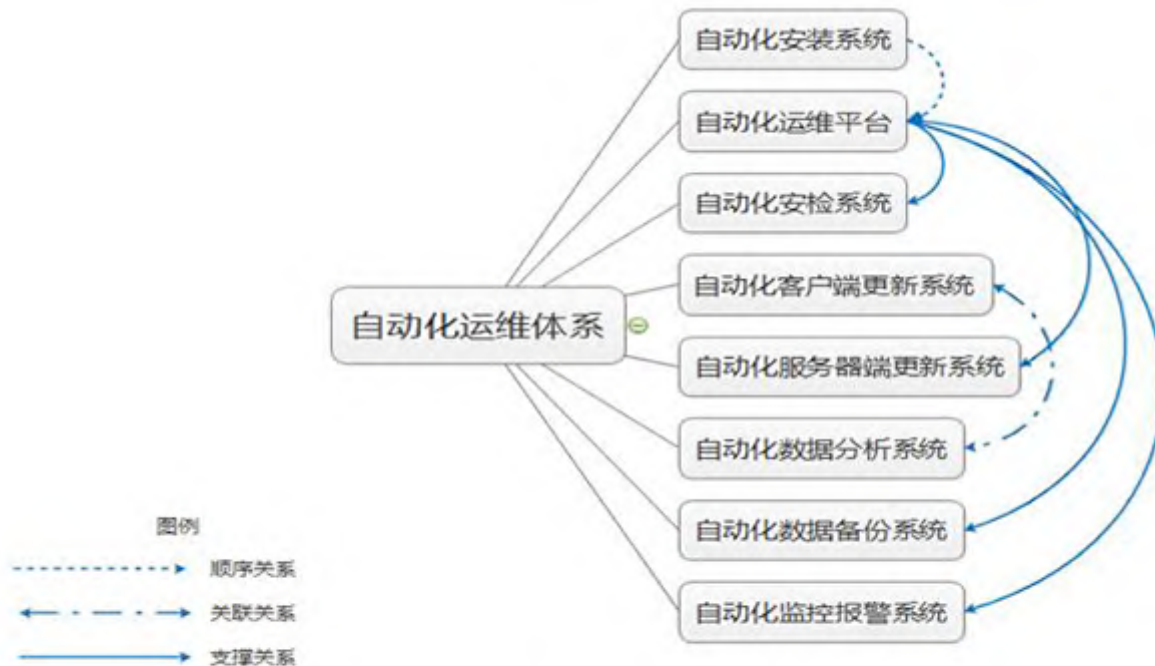 自动化安装系统
自动化运维平台
自动化安检系统
自动化客户端更新系统
自动化运维体系
自动化服务器端更新系统
自动化数据分析系统
自动化数据备份系统
自动化监控报警系统
图例
顺序关系
关联关系
支撑关系